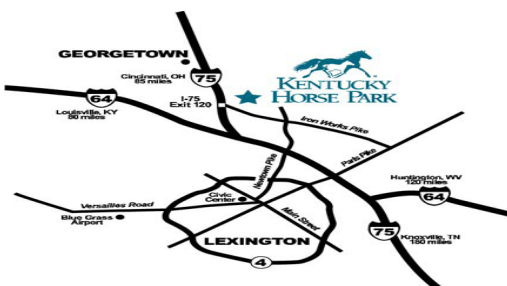 GEORGETOWN
Cincinnati, OH
85 miles
75
I-75
Exit 120
KENTUCKY
HORSE PARK
64
Louisville, KY
80 miles
Iron Works Pike
Paris Pike
Newtown Pike
Huntington, WV
120 miles
64
Versailles Road
Civic
Center
Main Street
Blue Grass
Airport
LEXINGTON
75
Knoxville, TN
180 miles
4